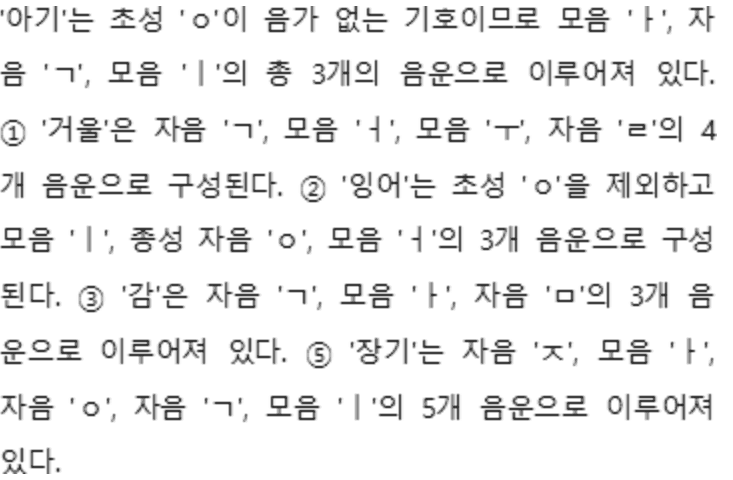 '아기'는 초성 'ㅇ'이 음가 없는 기호이므로 모음 'ㅏ', 자
음 'ㄱ', 모음 'ㅣ'의 총 3개의 음운으로 이루어져 있다.
① '거울'은 자음 'ㄱ', 모음 'ㅓ', 모음 'ㅜ', 자음 'ㄹ'의 4
개 음운으로 구성된다. ② '잉어'는 초성 'ㅇ'을 제외하고
모음 'ㅣ', 종성 자음 'ㅇ', 모음 'ㅓ'의 3개 음운으로 구성
된다. ③ '감'은 자음 'ㄱ', 모음 'ㅏ', 자음 'ㅁ'의 3개 음
운으로 이루어져 있다. ⑤ '장기'는 자음 'ㅈ', 모음 'ㅏ',
자음 'ㅇ', 자음 'ㄱ', 모음 'ㅣ'의 5개 음운으로 이루어져
있다.